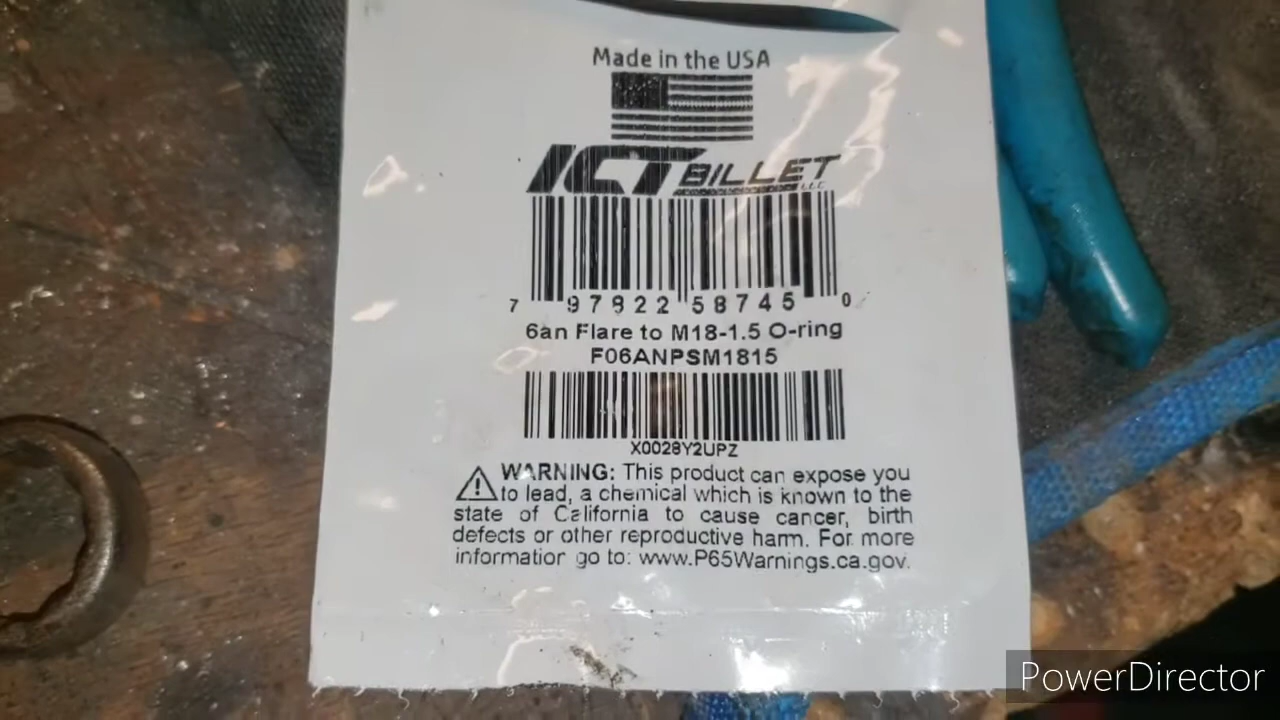 Made in the USA
ICT BILLET LLC
7 97822 58745 0
6an Flare to M18-1.5 O-ring
F06ANPSM1815
X0028Y2UPZ
WARNING: This product can expose you
to lead, a chemical which is known to the
state of California to cause cancer, birth
defects or other reproductive harm. For more
information go to: www.P65Warnings.ca.gov.
PowerDirector